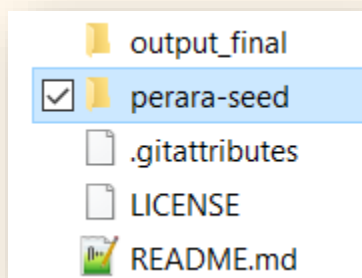 output_final
perara-seed
.gitattributes
LICENSE
README.md